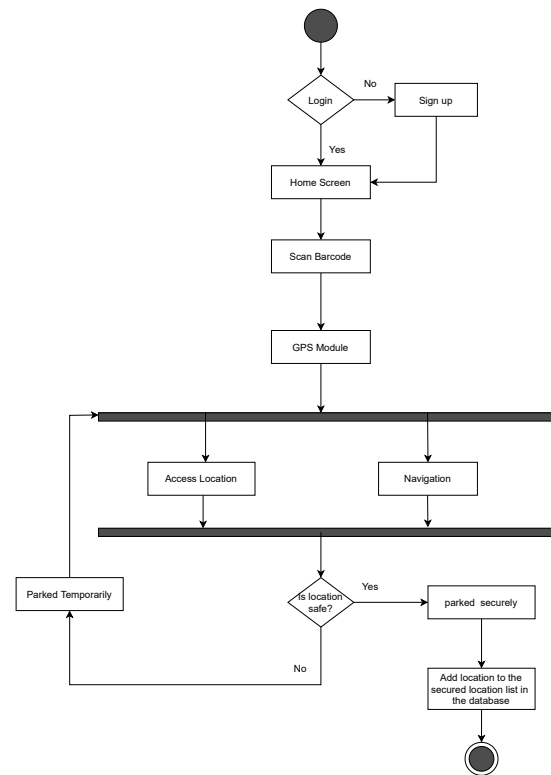 No
Login
Sign up
Yes
Home Screen
Scan Barcode
GPS Module
Access Location
Navigation
Parked Temporarily
Is location
safe?
Yes
parked securely
No
Add location to the
secured location list in
the database